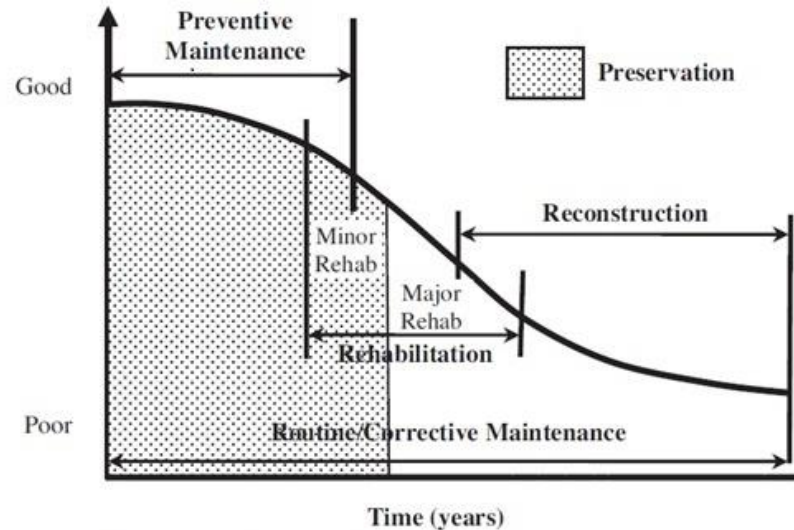 Preventive
Maintenance
Good
Preservation
Reconstruction
Minor
Rehab
Major
Rehab
Rehabilitation
Poor
Routine/Corrective Maintenance
Time (years)